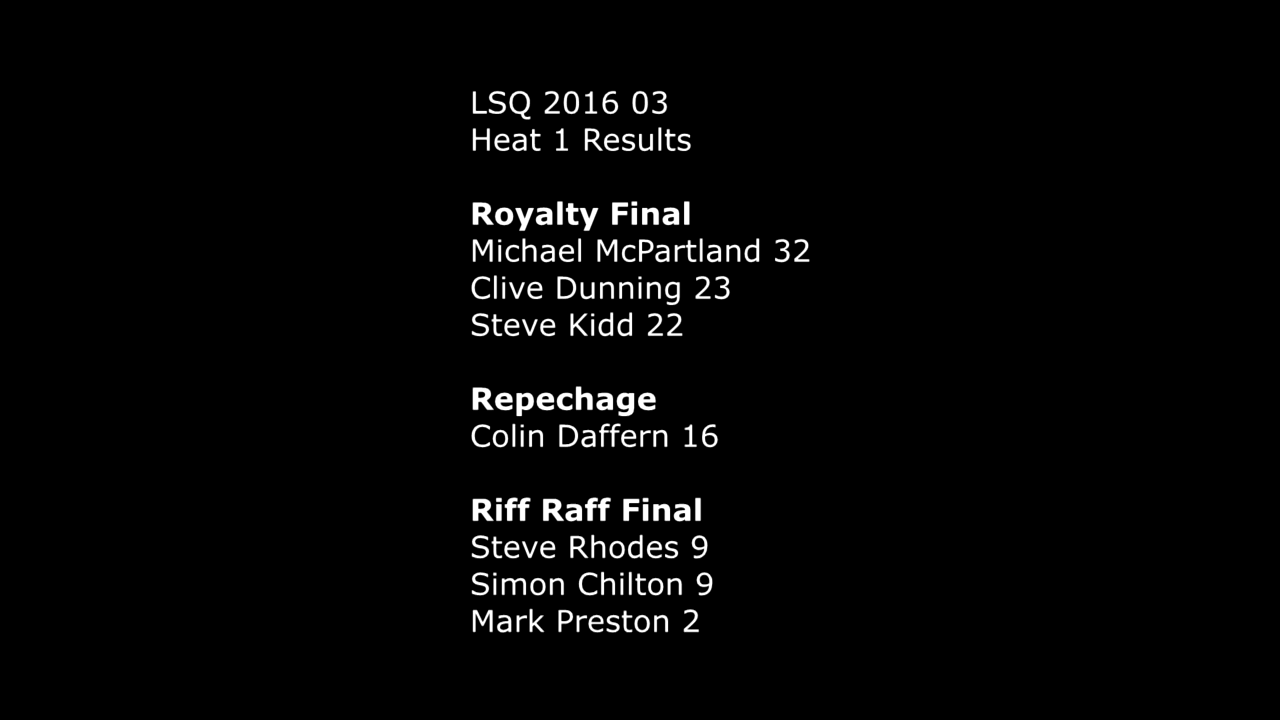 LSQ 2016 03
Heat 1 Results
Royalty Final
Michael McPartland 32
Clive Dunning 23
Steve Kidd 22
Repechage
Colin Daffern 16
Riff Raff Final
Steve Rhodes 9
Simon Chilton 9
Mark Preston 2